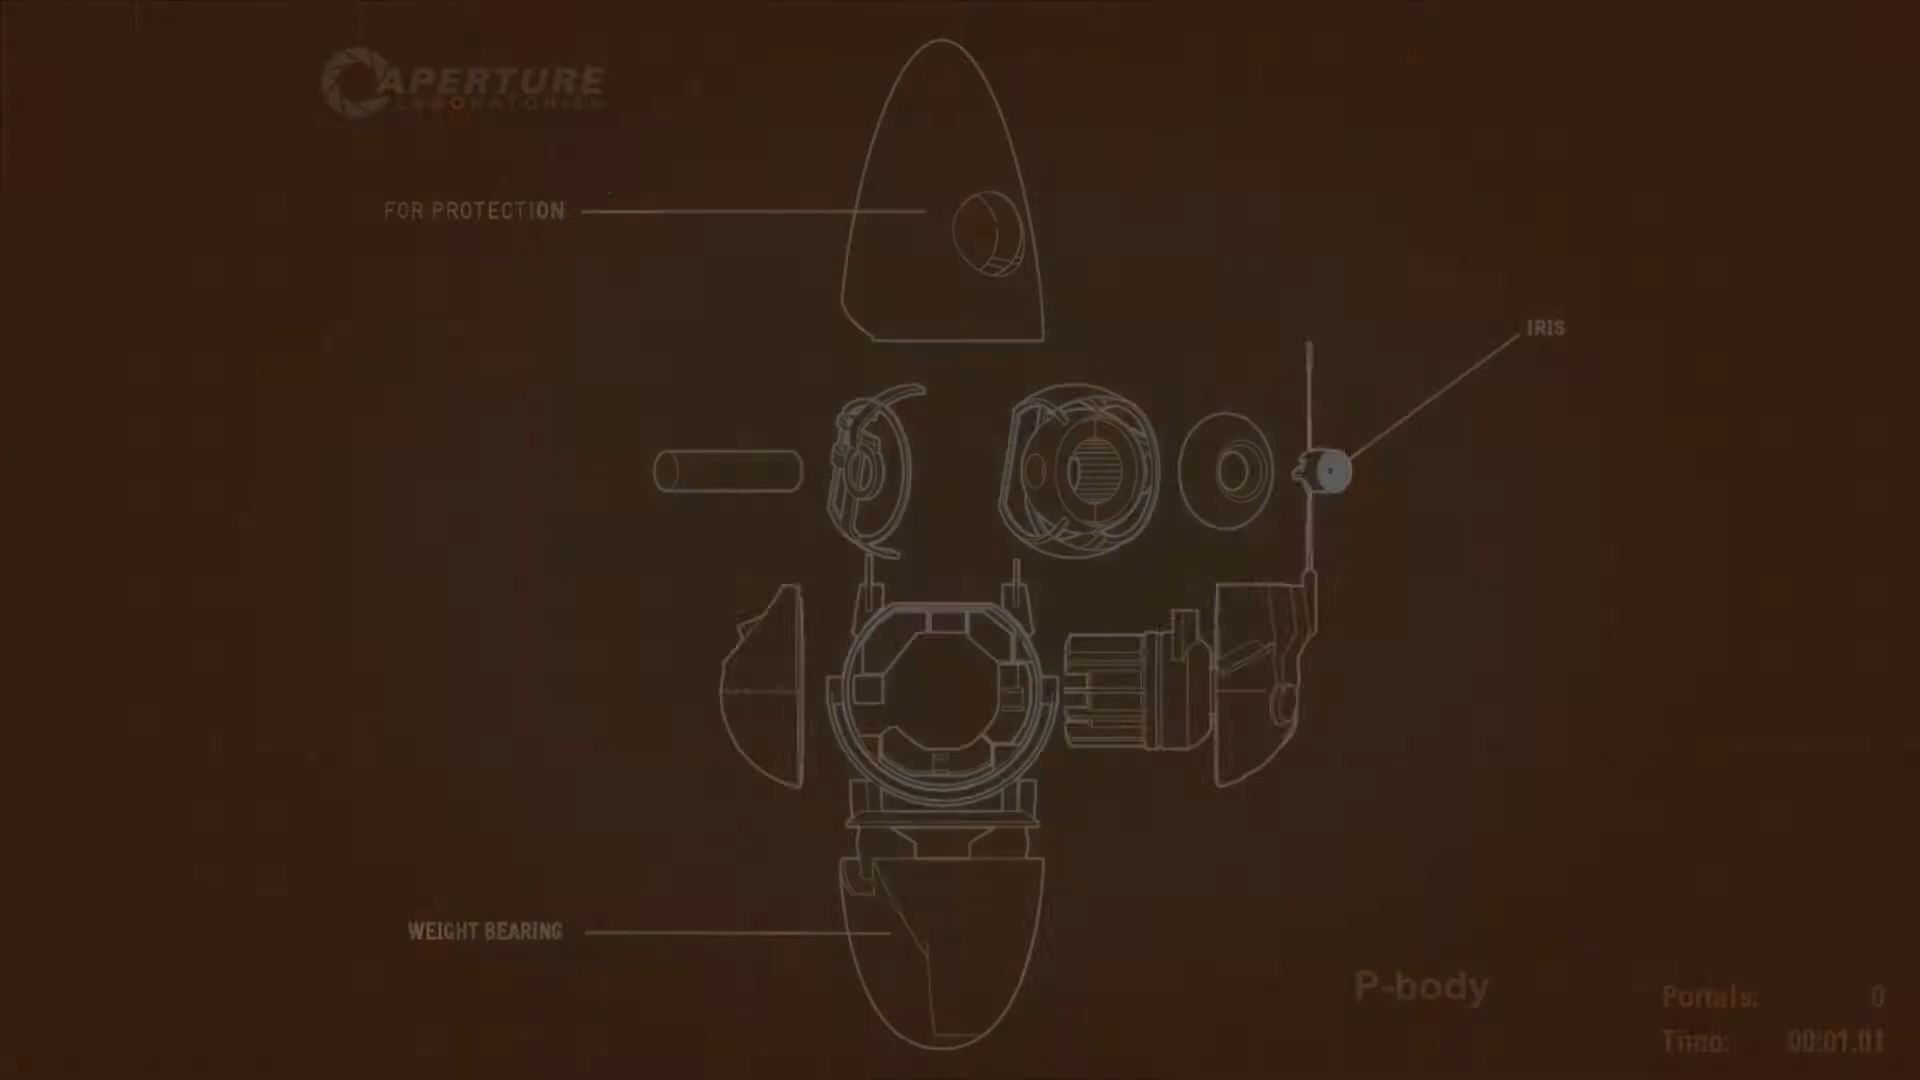 APERTURE
LABORATORIES
FOR PROTECTION
IRIS
WEIGHT BEARING
P-body
Portals: 0
Time: 00:01.01